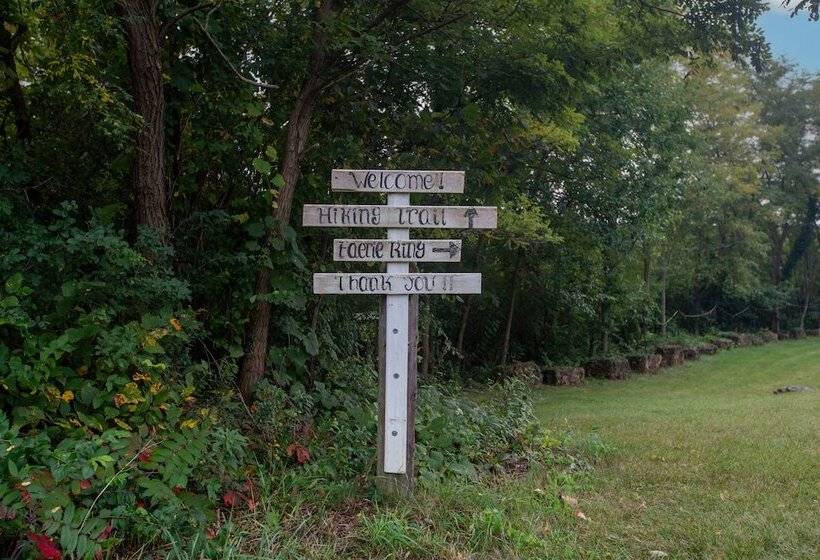 Welcome!
Hiking Trail ↑
Faerie Ring →
Thank You!!